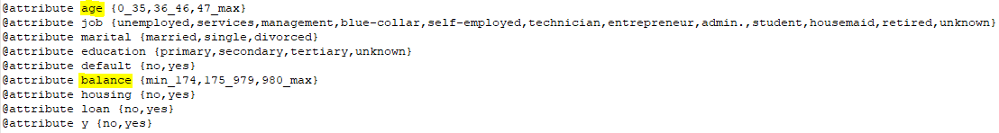 @attribute age {0_35,36_46,47_max}
@attribute job {unemployed,services,management,blue-collar,self-employed,technician,entrepreneur,admin.,student,housemaid,retired,unknown}
@attribute marital {married,single,divorced}
@attribute education {primary,secondary,tertiary,unknown}
@attribute default {no,yes}
@attribute balance {min_174,175_979,980_max}
@attribute housing {no,yes}
@attribute loan {no,yes}
@attribute y {no,yes}